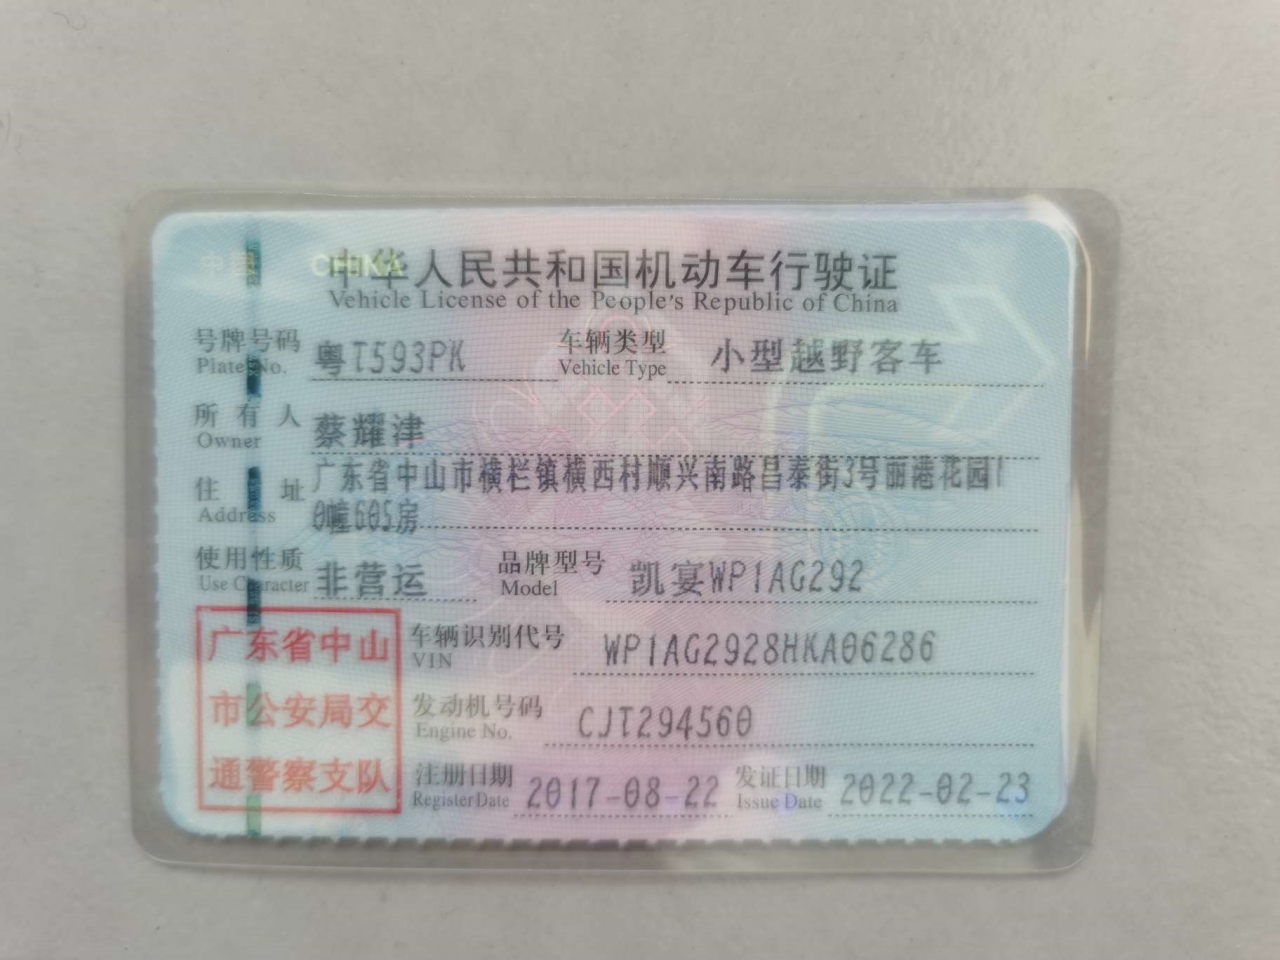 中国 CHINA
中华人民共和国机动车行驶证
Vehicle License of the People's Republic of China
号牌号码 粤T593PK 车辆类型 小型越野客车
Plate No. Vehicle Type
所有人 蔡耀津
Owner
住址 广东省中山市横栏镇横西村顺兴南路昌泰街3号丽港花园1
Address 0幢605房
使用性质 非营运 品牌型号 凯宴WP1AG292
Use Character Model
车辆识别代号 WP1AG2928HKA06286
VIN
发动机号码 CJT294560
Engine No.
注册日期 2017-08-22 发证日期 2022-02-23
Register Date Issue Date
广东省中山
市公安局交
通警察支队